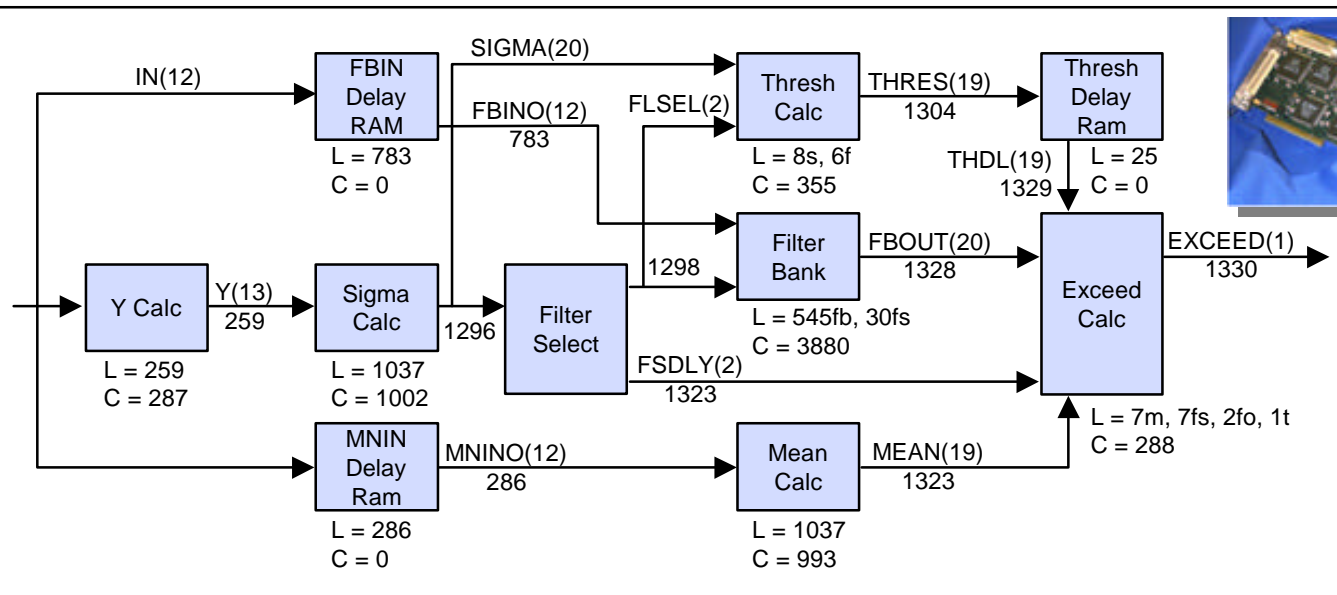 SIGMA(20)
IN(12)
FBIN
Delay
RAM
L = 783
C = 0
FBINO(12)
783
FLSEL(2)
Thresh
Calc
L = 8s, 6f
C = 355
THRES(19)
1304
Thresh
Delay
Ram
L = 25
C = 0
THDL(19)
1329
Y Calc
L = 259
C = 287
Y(13)
259
Sigma
Calc
L = 1037
C = 1002
1296
Filter
Select
1298
Filter
Bank
L = 545fb, 30fs
C = 3880
FBOUT(20)
1328
Exceed
Calc
L = 7m, 7fs, 2fo, 1t
C = 288
EXCEED(1)
1330
FSDLY(2)
1323
MNIN
Delay
Ram
L = 286
C = 0
MNINO(12)
286
Mean
Calc
L = 1037
C = 993
MEAN(19)
1323